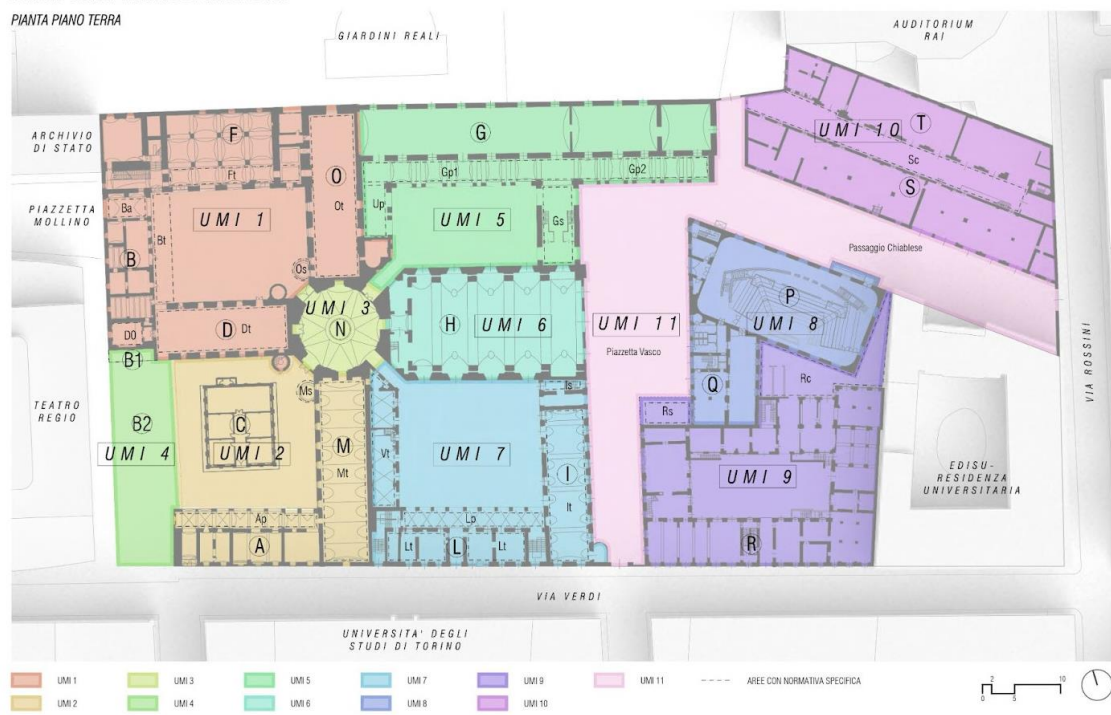 PIANTA PIANO TERRA
GIARDINI REALI
AUDITORIUM
RAI
ARCHIVIO
DI STATO
PIAZZETTA
MOLLINO
TEATRO
REGIO
F
Ft
O
Ot
G
Gp1
Gp2
T
UMI 10
Sc
S
Ba
Bt
UMI 1
Up
UMI 5
Gs
B
Os
Passaggio Chiablese
D0
D
Dt
UMI 3
N
H
UMI 6
UMI 11
Piazzetta Vasco
P
UMI 8
B1
B2
UMI 4
C
UMI 2
Ms
M
Mt
Vt
UMI 7
Is
I
It
Q
Rs
Rc
UMI 9
R
Ap
A
Lp
Lt
L
Lt
EDISU-
RESIDENZA
UNIVERSITARIA
VIA ROSSINI
VIA VERDI
UNIVERSITA' DEGLI
STUDI DI TORINO
UMI 1
UMI 3
UMI 5
UMI 7
UMI 9
UMI 11
AREE CON NORMATIVA SPECIFICA
UMI 2
UMI 4
UMI 6
UMI 8
UMI 10
0
2
5
10